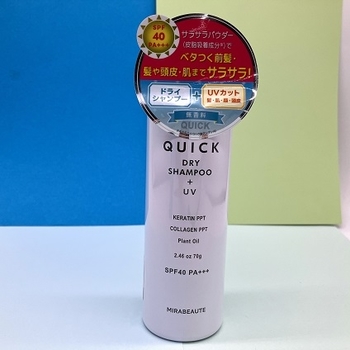 SPF
40
PA+++
サラサラパウダー
(皮脂吸着成分※)で
ベタつく前髪・
髪や頭皮・肌までサラサラ!
ドライ
シャンプー
+
UVカット
髪・肌・顔・頭皮
無香料
QUICK
QUICK
DRY
SHAMPOO
+
UV
KERATIN PPT
COLLAGEN PPT
Plant Oil
2.46 oz 70g
SPF40 PA+++
MIRABEAUTE